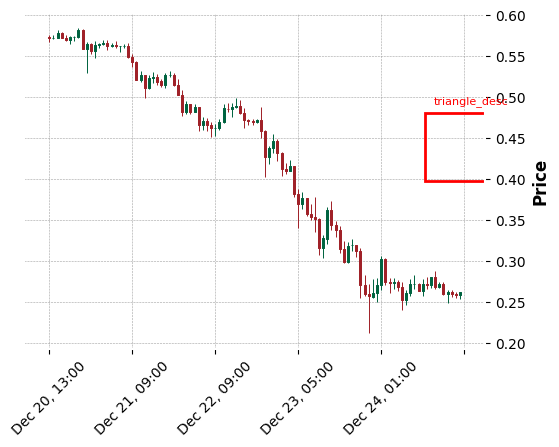 0.60
0.55
triangle_desc
0.50
0.45
0.40
0.35
0.30
0.25
0.20
Price
Dec 20, 13:00
Dec 21, 09:00
Dec 22, 09:00
Dec 23, 05:00
Dec 24, 01:00